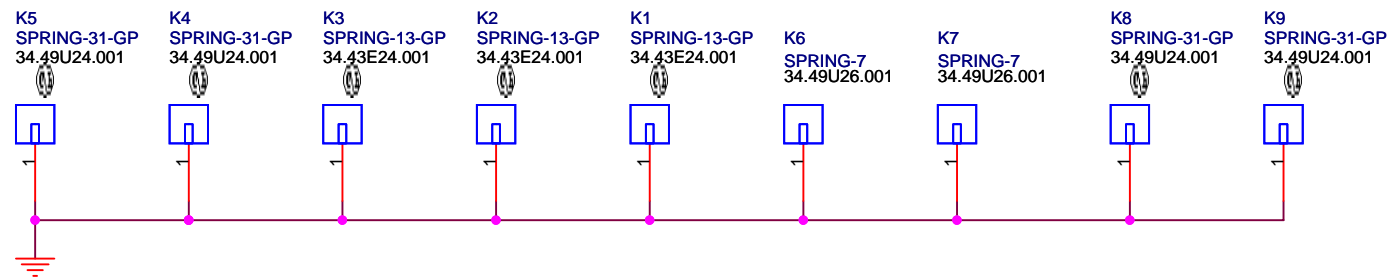 K5
SPRING-31-GP
34.49U24.001
1
K4
SPRING-31-GP
34.49U24.001
1
K3
SPRING-13-GP
34.43E24.001
1
K2
SPRING-13-GP
34.43E24.001
1
K1
SPRING-13-GP
34.43E24.001
1
K6
SPRING-7
34.49U26.001
1
K7
SPRING-7
34.49U26.001
1
K8
SPRING-31-GP
34.49U24.001
1
K9
SPRING-31-GP
34.49U24.001
1